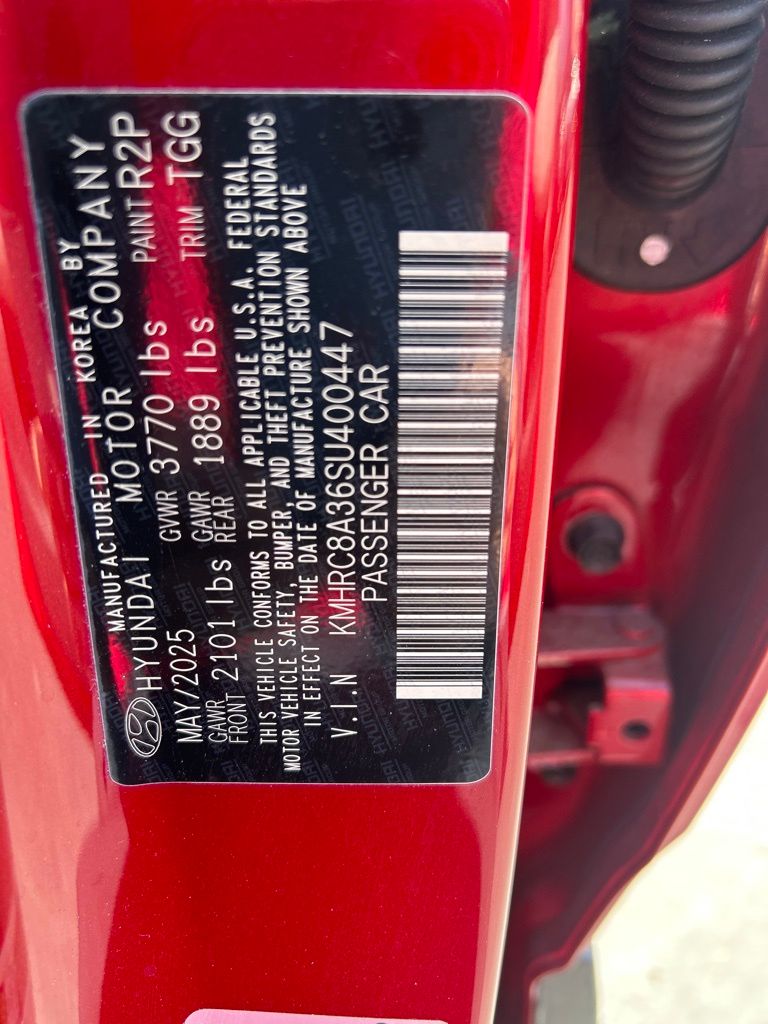 MANUFACTURED IN KOREA BY
HYUNDAI MOTOR COMPANY
MAY/2025 GVWR 3770 lbs PAINT R2P
GAWR FRONT 2101 lbs GAWR REAR 1889 lbs TRIM TGG
THIS VEHICLE CONFORMS TO ALL APPLICABLE U.S.A. FEDERAL
MOTOR VEHICLE SAFETY, BUMPER, AND THEFT PREVENTION STANDARDS
IN EFFECT ON THE DATE OF MANUFACTURE SHOWN ABOVE
V.I.N KMHRC8A36SU400447
PASSENGER CAR